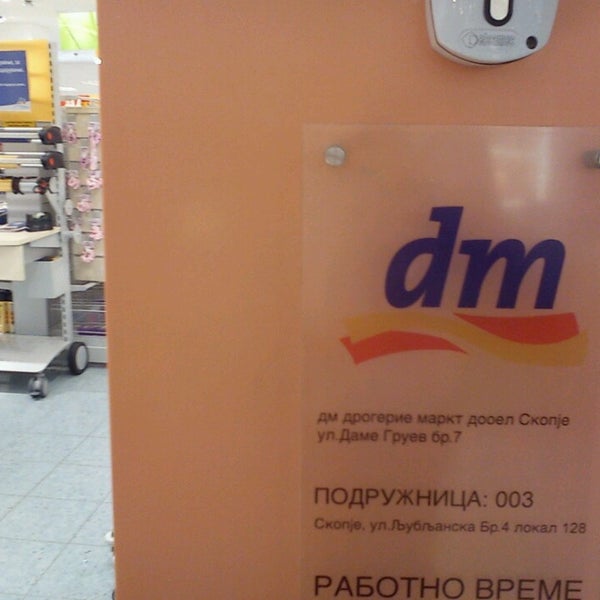 dm
дм дрогерие маркт дооел Скопје
ул.Даме Груев бр.7
ПОДРУЖНИЦА: 003
Скопје, ул.Љубљанска Бр.4 локал 128
РАБОТНО ВРЕМЕ